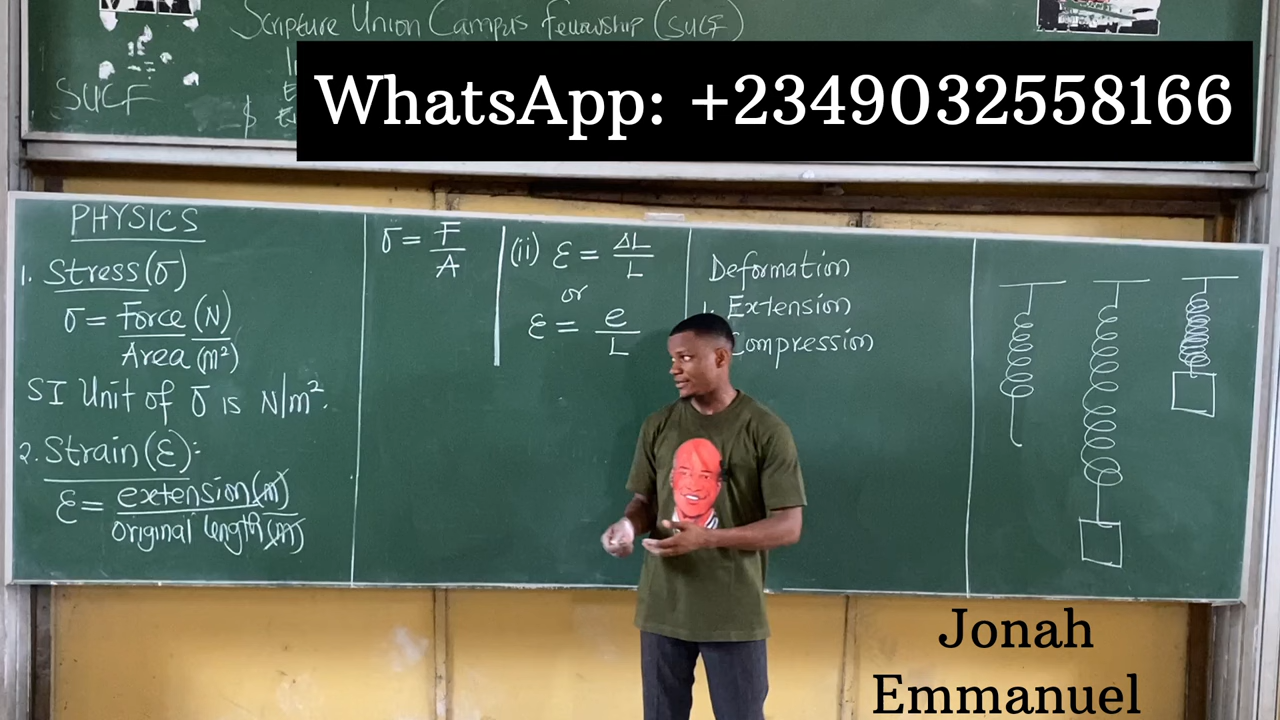 Scripture Union Campus Fellowship (SUCF)
SUCF
WhatsApp: +2349032558166
PHYSICS
1. Stress(σ)
σ = Force (N)
Area (m²)
SI Unit of σ is N/m².
2. Strain(ε):
ε = extension(m)
original length(m)
σ = F
A
(ii) ε = ΔL
L
or
ε = e
L
Deformation
1. Extension
Compression
Jonah
Emmanuel